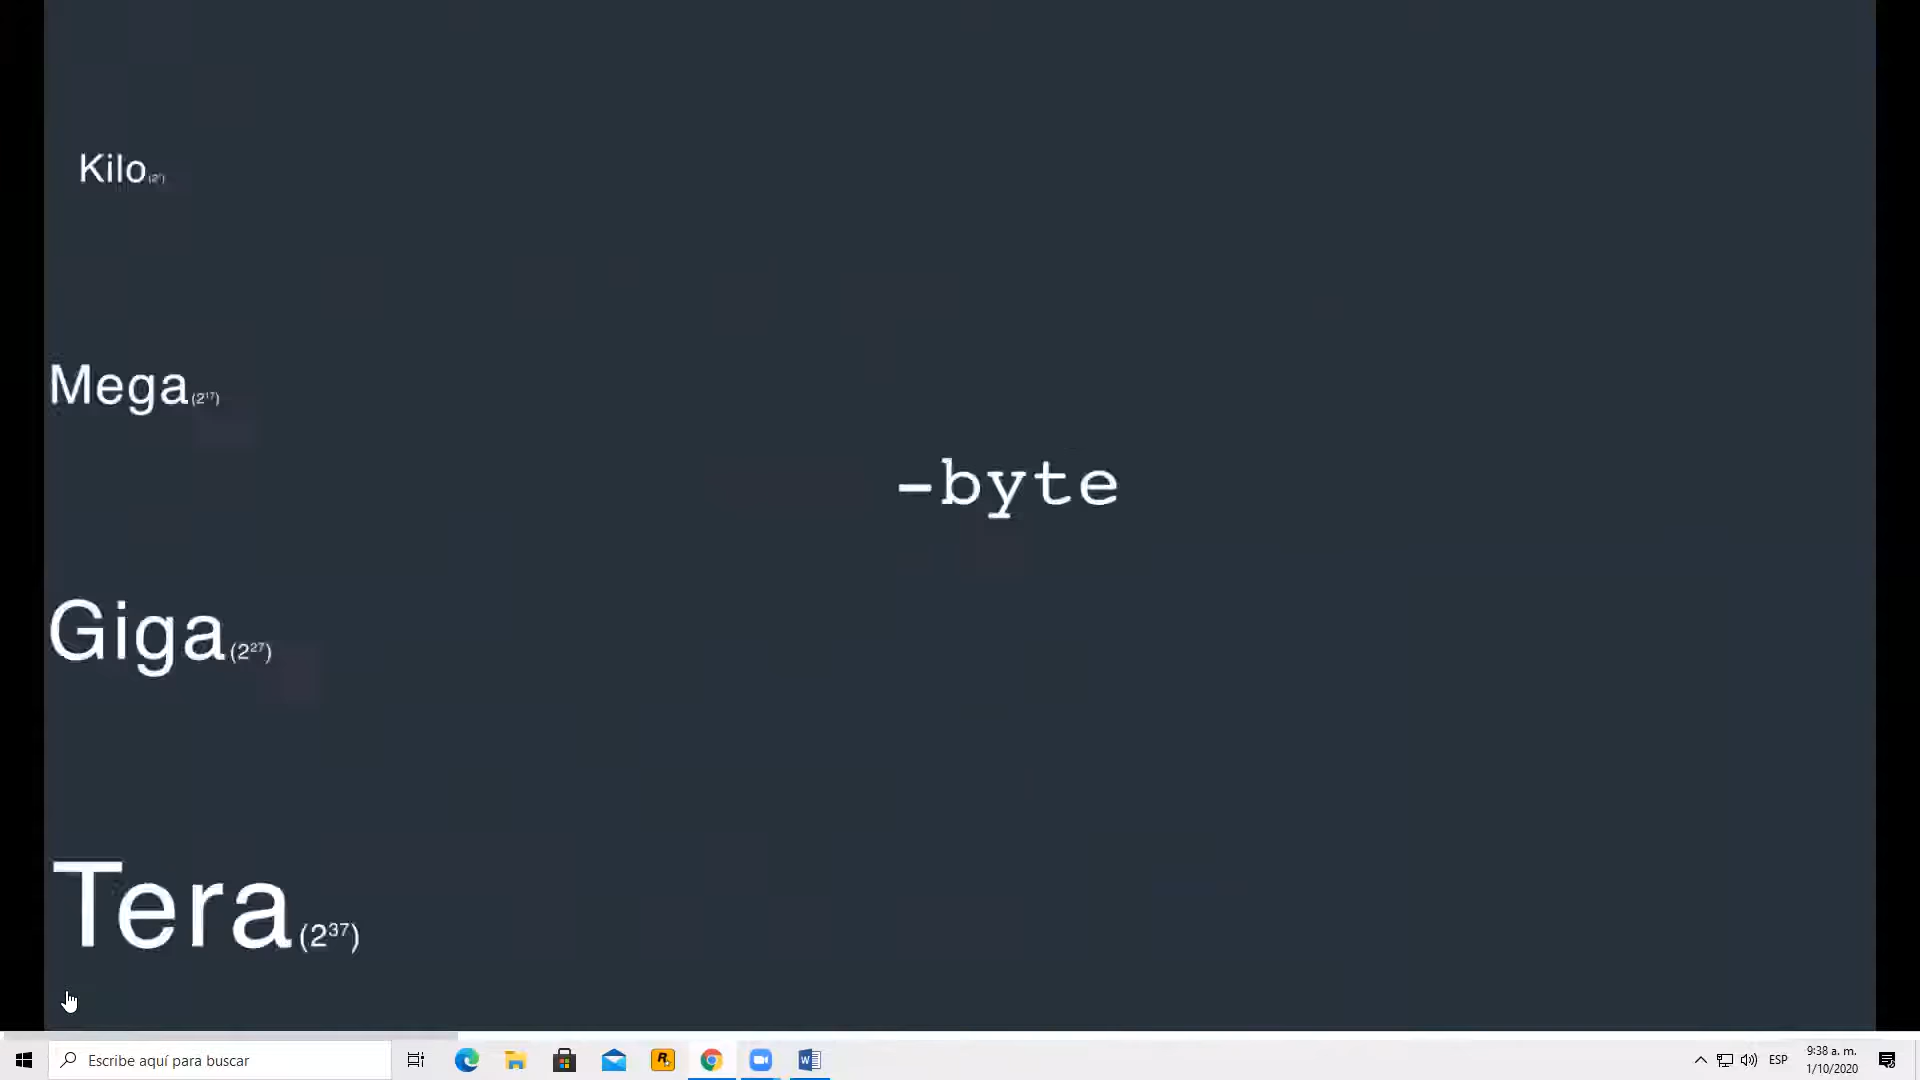 Kilo
Mega(2¹⁷)
-byte
Giga(2²⁷)
Tera(2³⁷)
Escribe aquí para buscar
ESP
9:38 a. m.
1/10/2020